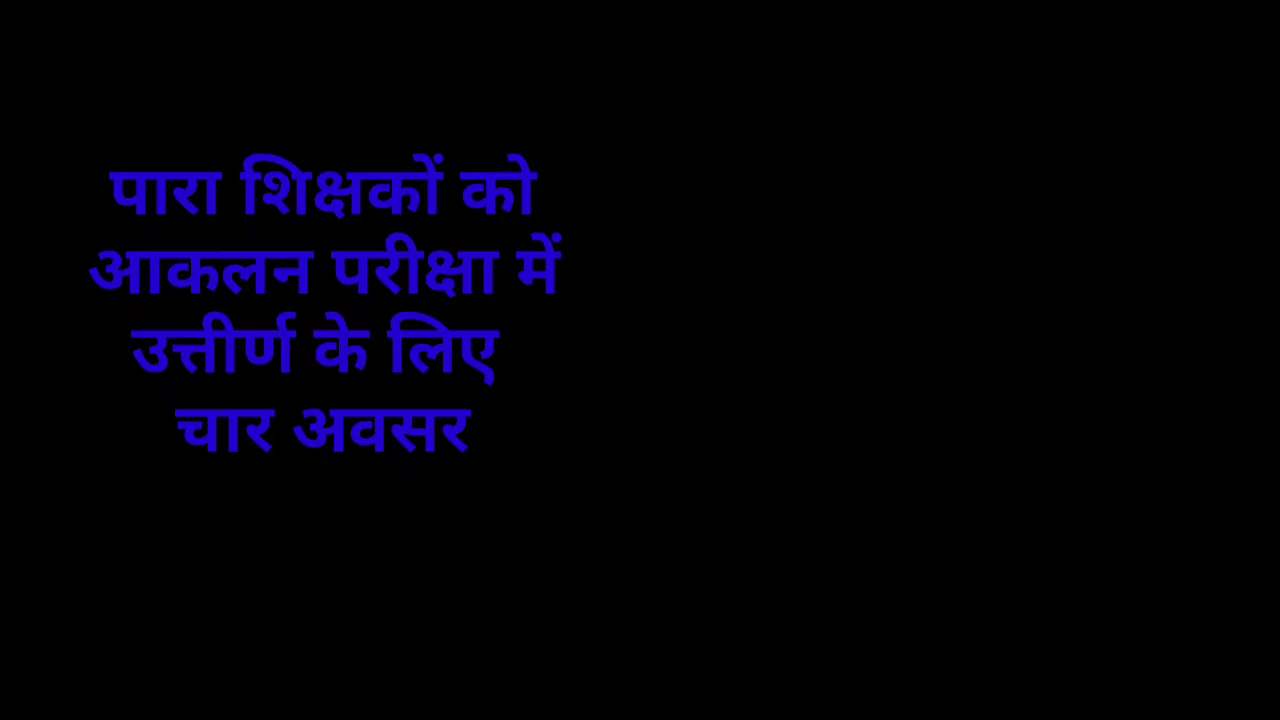 पारा शिक्षकों को
आकलन परीक्षा में
उत्तीर्ण के लिए
चार अवसर